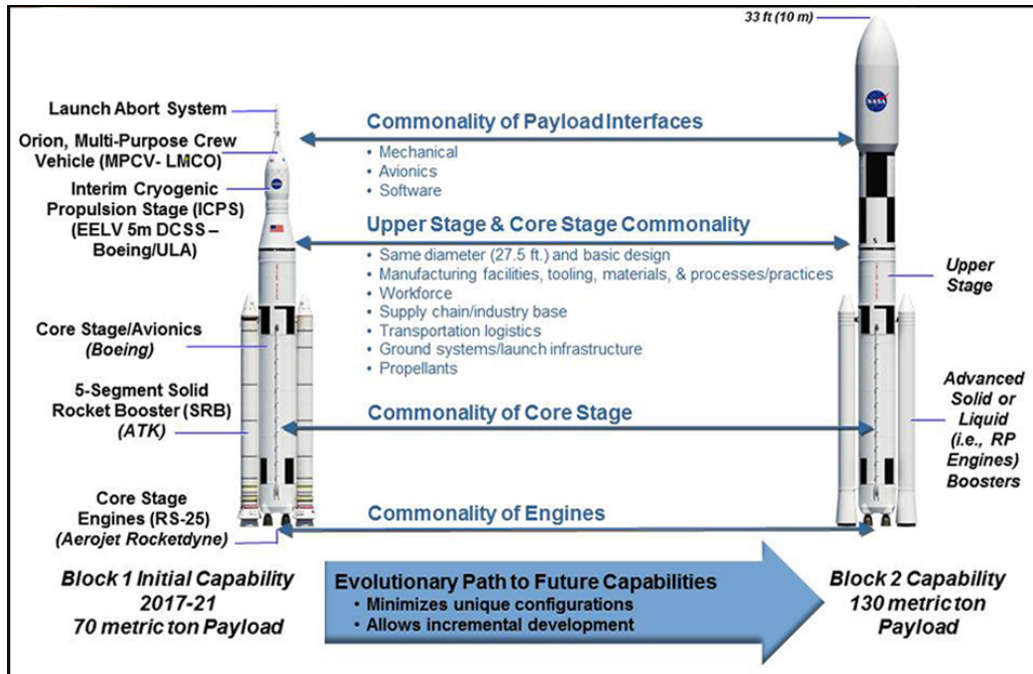 33 ft (10 m)
NASA
Launch Abort System
Orion, Multi-Purpose Crew
Vehicle (MPCV- LMCO)
Interim Cryogenic
Propulsion Stage (ICPS)
(EELV 5m DCSS –
Boeing/ULA)
NASA
Core Stage/Avionics
(Boeing)
5-Segment Solid
Rocket Booster (SRB)
(ATK)
Core Stage
Engines (RS-25)
(Aerojet Rocketdyne)
Block 1 Initial Capability
2017-21
70 metric ton Payload
Commonality of Payload Interfaces
• Mechanical
• Avionics
• Software
Upper Stage & Core Stage Commonality
• Same diameter (27.5 ft.) and basic design
• Manufacturing facilities, tooling, materials, & processes/practices
• Workforce
• Supply chain/industry base
• Transportation logistics
• Ground systems/launch infrastructure
• Propellants
Commonality of Core Stage
Commonality of Engines
Evolutionary Path to Future Capabilities
• Minimizes unique configurations
• Allows incremental development
Upper
Stage
Advanced
Solid or
Liquid
(i.e., RP
Engines)
Boosters
Block 2 Capability
130 metric ton
Payload